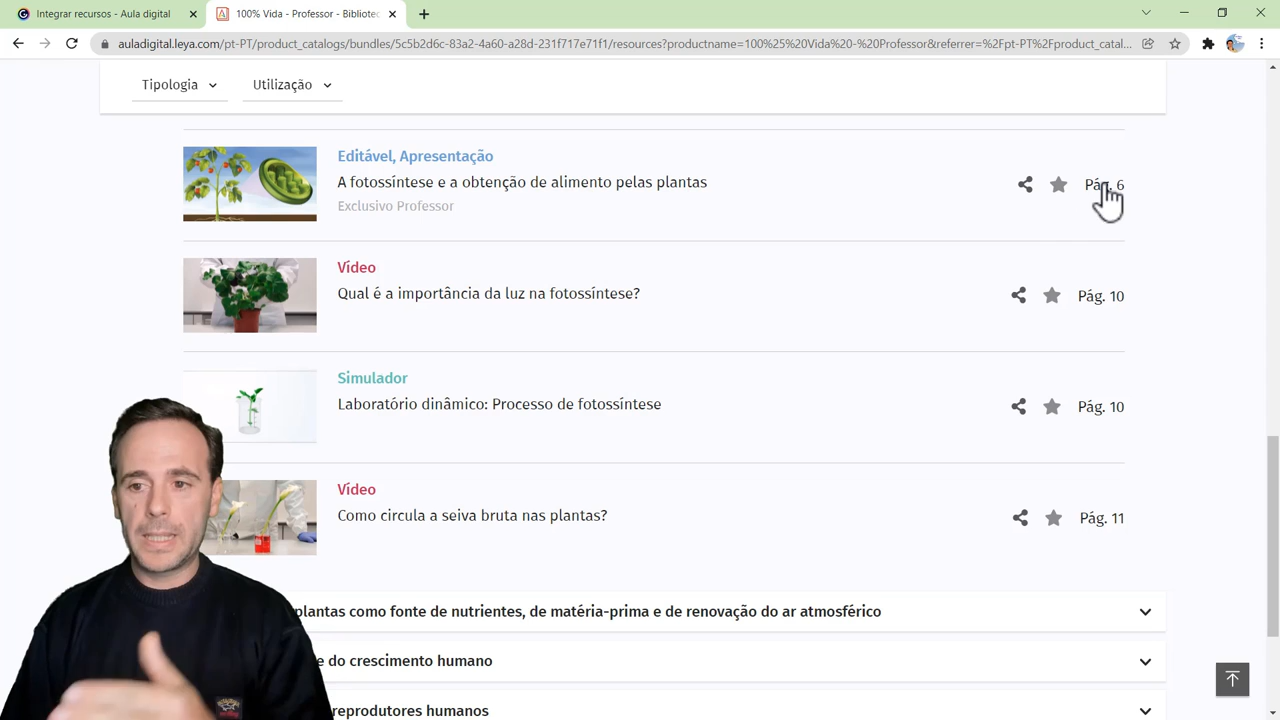 Integrar recursos - Aula digital
100% Vida - Professor - Bibliotec
auladigital.leya.com/pt-PT/product_catalogs/bundles/5c5b2d6c-83a2-4a60-a93d-231f717e71f1/resources?productname=100%25%20Vida%20-%20Professor&referrer=%2Fpt-PT%2Fproduct_catal...
Tipologia
Utilização
Editável, Apresentação
A fotossíntese e a obtenção de alimento pelas plantas
Exclusivo Professor
Pág. 6
Vídeo
Qual é a importância da luz na fotossíntese?
Pág. 10
Simulador
Laboratório dinâmico: Processo de fotossíntese
Pág. 10
Vídeo
Como circula a seiva bruta nas plantas?
Pág. 11
plantas como fonte de nutrientes, de matéria-prima e de renovação do ar atmosférico
e do crescimento humano
reprodutores humanos